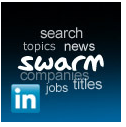 search
topics news
swarm
companies
jobs titles
in